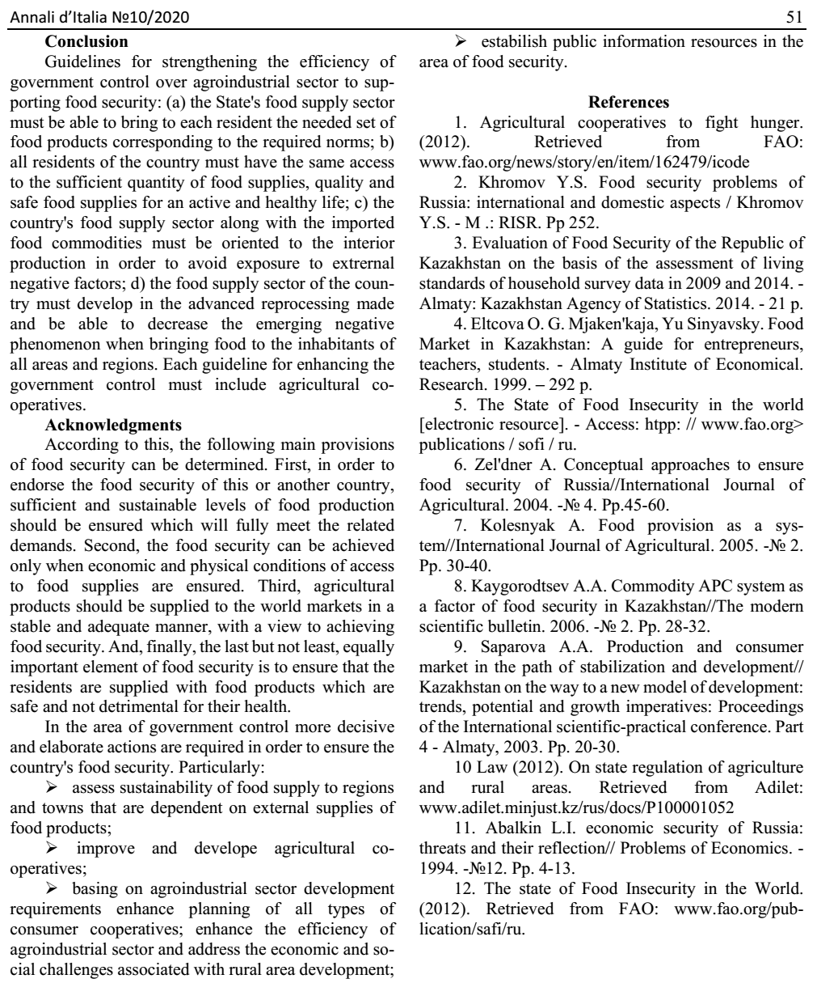 Annali d'Italia №10/2020 51
Conclusion
Guidelines for strengthening the efficiency of
government control over agroindustrial sector to sup-
porting food security: (a) the State's food supply sector
must be able to bring to each resident the needed set of
food products corresponding to the required norms; b)
all residents of the country must have the same access
to the sufficient quantity of food supplies, quality and
safe food supplies for an active and healthy life; c) the
country's food supply sector along with the imported
food commodities must be oriented to the interior
production in order to avoid exposure to extrernal
negative factors; d) the food supply sector of the coun-
try must develop in the advanced reprocessing made
and be able to decrease the emerging negative
phenomenon when bringing food to the inhabitants of
all areas and regions. Each guideline for enhancing the
government control must include agricultural co-
operatives.
Acknowledgments
According to this, the following main provisions
of food security can be determined. First, in order to
endorse the food security of this or another country,
sufficient and sustainable levels of food production
should be ensured which will fully meet the related
demands. Second, the food security can be achieved
only when economic and physical conditions of access
to food supplies are ensured. Third, agricultural
products should be supplied to the world markets in a
stable and adequate manner, with a view to achieving
food security. And, finally, the last but not least, equally
important element of food security is to ensure that the
residents are supplied with food products which are
safe and not detrimental for their health.
In the area of government control more decisive
and elaborate actions are required in order to ensure the
country's food security. Particularly:
➢ assess sustainability of food supply to regions
and towns that are dependent on external supplies of
food products;
➢ improve and develope agricultural co-
operatives;
➢ basing on agroindustrial sector development
requirements enhance planning of all types of
consumer cooperatives; enhance the efficiency of
agroindustrial sector and address the economic and so-
cial challenges associated with rural area development;
➢ estabilish public information resources in the
area of food security.
References
1. Agricultural cooperatives to fight hunger.
(2012). Retrieved from FAO:
www.fao.org/news/story/en/item/162479/icode
2. Khromov Y.S. Food security problems of
Russia: international and domestic aspects / Khromov
Y.S. - M .: RISR. Pp 252.
3. Evaluation of Food Security of the Republic of
Kazakhstan on the basis of the assessment of living
standards of household survey data in 2009 and 2014. -
Almaty: Kazakhstan Agency of Statistics. 2014. - 21 p.
4. Eltcova O. G. Mjaken'kaja, Yu Sinyavsky. Food
Market in Kazakhstan: A guide for entrepreneurs,
teachers, students. - Almaty Institute of Economical.
Research. 1999. – 292 p.
5. The State of Food Insecurity in the world
[electronic resource]. - Access: htpp: // www.fao.org>
publications / sofi / ru.
6. Zel'dner A. Conceptual approaches to ensure
food security of Russia//International Journal of
Agricultural. 2004. -№ 4. Pp.45-60.
7. Kolesnyak A. Food provision as a sys-
tem//International Journal of Agricultural. 2005. -№ 2.
Pp. 30-40.
8. Kaygorodtsev A.A. Commodity APC system as
a factor of food security in Kazakhstan//The modern
scientific bulletin. 2006. -№ 2. Pp. 28-32.
9. Saparova A.A. Production and consumer
market in the path of stabilization and development//
Kazakhstan on the way to a new model of development:
trends, potential and growth imperatives: Proceedings
of the International scientific-practical conference. Part
4 - Almaty, 2003. Pp. 20-30.
10 Law (2012). On state regulation of agriculture
and rural areas. Retrieved from Adilet:
www.adilet.minjust.kz/rus/docs/P100001052
11. Abalkin L.I. economic security of Russia:
threats and their reflection// Problems of Economics. -
1994. -№12. Pp. 4-13.
12. The state of Food Insecurity in the World.
(2012). Retrieved from FAO: www.fao.org/pub-
lication/safi/ru.